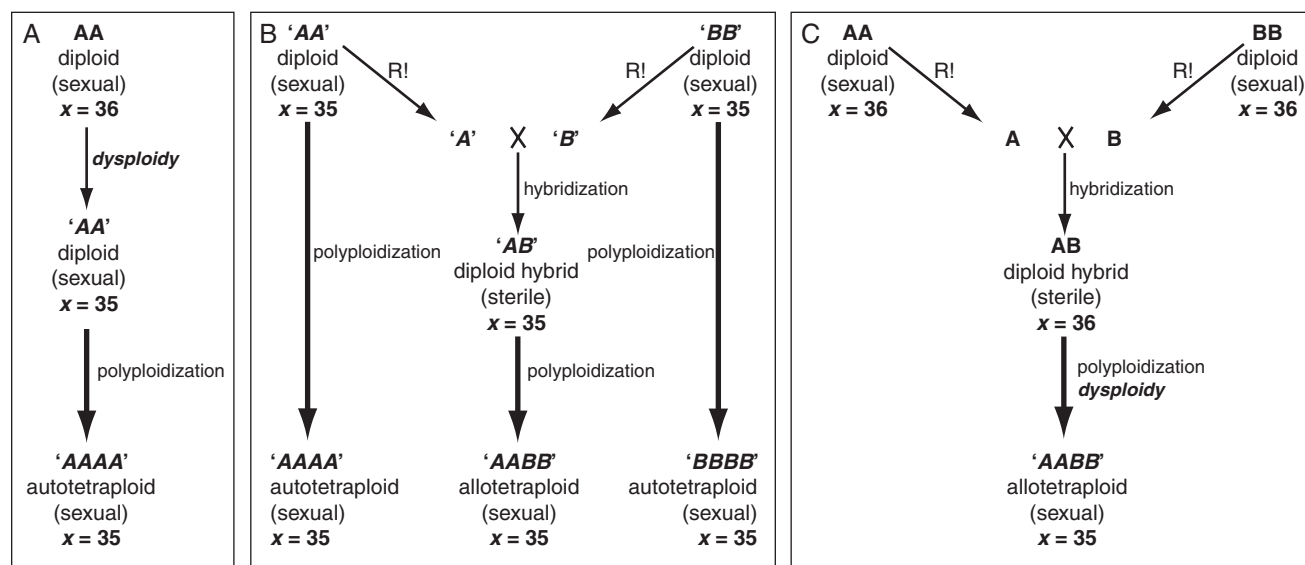 A
AA
diploid
(sexual)
x = 36
dysploidy
‘AA’
diploid
(sexual)
x = 35
polyploidization
‘AAAA’
autotetraploid
(sexual)
x = 35
B
‘AA’
diploid
(sexual)
x = 35
R!
‘BB’
diploid
(sexual)
x = 35
R!
‘A’ X ‘B’
hybridization
‘AB’
diploid hybrid
(sterile)
x = 35
polyploidization
polyploidization
polyploidization
‘AAAA’
autotetraploid
(sexual)
x = 35
‘AABB’
allotetraploid
(sexual)
x = 35
‘BBBB’
autotetraploid
(sexual)
x = 35
C
AA
diploid
(sexual)
x = 36
R!
BB
diploid
(sexual)
x = 36
R!
A X B
hybridization
AB
diploid hybrid
(sterile)
x = 36
polyploidization
dysploidy
‘AABB’
allotetraploid
(sexual)
x = 35